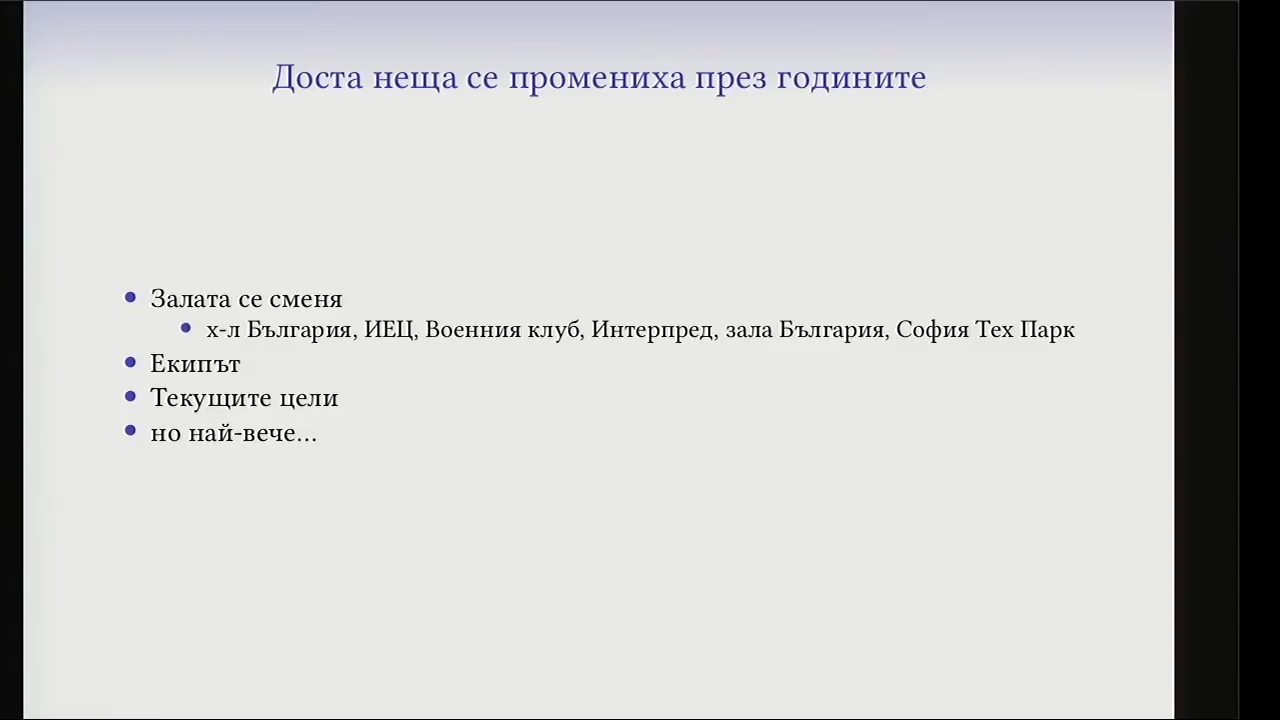 Доста неща се промениха през годините
Залата се сменя
х-л България, ИЕЦ, Военния клуб, Интерпред, зала България, София Тех Парк
Екипът
Текущите цели
но най-вече...